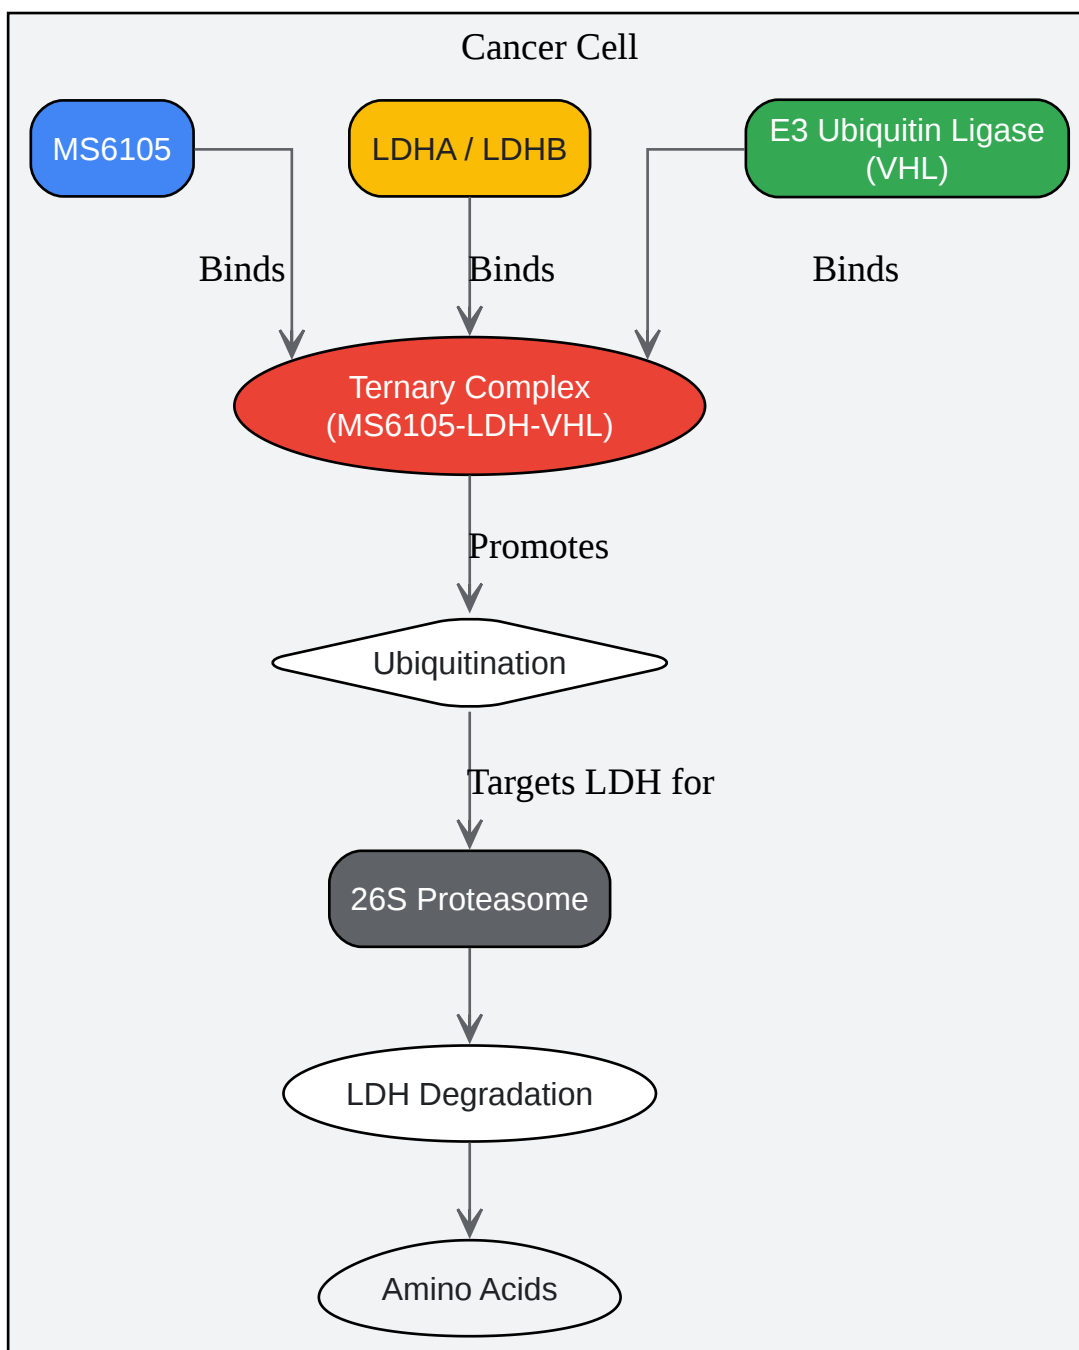 Cancer Cell
MS6105
LDHA / LDHB
E3 Ubiquitin Ligase
(VHL)
Binds
Binds
Binds
Ternary Complex
(MS6105-LDH-VHL)
Promotes
Ubiquitination
Targets LDH for
26S Proteasome
LDH Degradation
Amino Acids